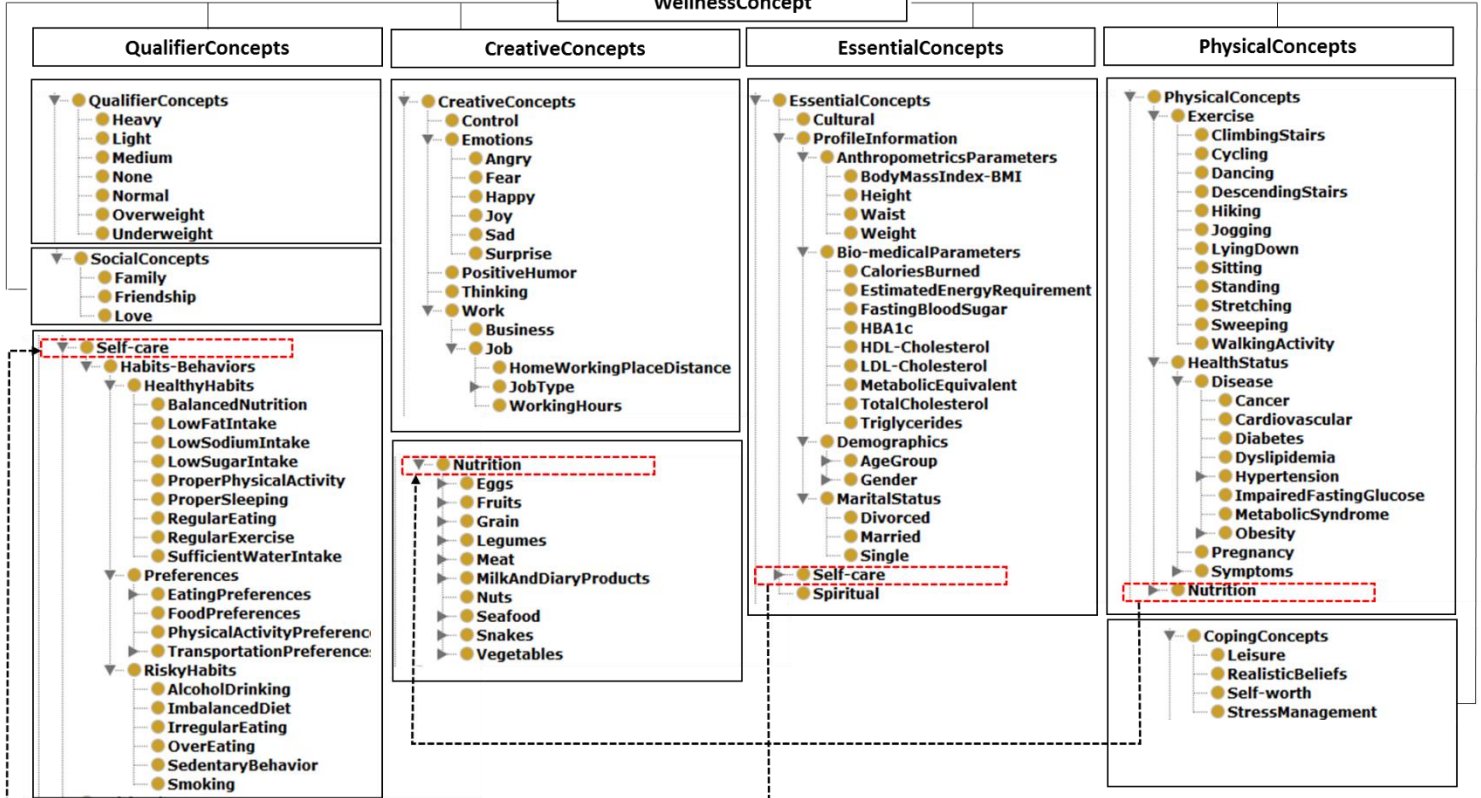 WellnessConcept
QualifierConcepts
CreativeConcepts
EssentialConcepts
PhysicalConcepts
QualifierConcepts
Heavy
Light
Medium
None
Normal
Overweight
Underweight
SocialConcepts
Family
Friendship
Love
Self-care
Habits-Behaviors
HealthyHabits
BalancedNutrition
LowFatIntake
LowSodiumIntake
LowSugarIntake
ProperPhysicalActivity
ProperSleeping
RegularEating
RegularExercise
SufficientWaterIntake
Preferences
EatingPreferences
FoodPreferences
PhysicalActivityPreferenc
TransportationPreference
RiskyHabits
AlcoholDrinking
ImbalancedDiet
IrregularEating
OverEating
SedentaryBehavior
Smoking
CreativeConcepts
Control
Emotions
Angry
Fear
Happy
Joy
Sad
Surprise
PositiveHumor
Thinking
Work
Business
Job
HomeWorkingPlaceDistance
JobType
WorkingHours
Nutrition
Eggs
Fruits
Grain
Legumes
Meat
MilkAndDiaryProducts
Nuts
Seafood
Snakes
Vegetables
EssentialConcepts
Cultural
ProfileInformation
AnthropometricsParameters
BodyMassIndex-BMI
Height
Waist
Weight
Bio-medicalParameters
CaloriesBurned
EstimatedEnergyRequirement
FastingBloodSugar
HBA1c
HDL-Cholesterol
LDL-Cholesterol
MetabolicEquivalent
TotalCholesterol
Triglycerides
Demographics
AgeGroup
Gender
MaritalStatus
Divorced
Married
Single
Self-care
Spiritual
PhysicalConcepts
Exercise
ClimbingStairs
Cycling
Dancing
DescendingStairs
Hiking
Jogging
LyingDown
Sitting
Standing
Stretching
Sweeping
WalkingActivity
HealthStatus
Disease
Cancer
Cardiovascular
Diabetes
Dyslipidemia
Hypertension
ImpairedFastingGlucose
MetabolicSyndrome
Obesity
Pregnancy
Symptoms
Nutrition
CopingConcepts
Leisure
RealisticBeliefs
Self-worth
StressManagement